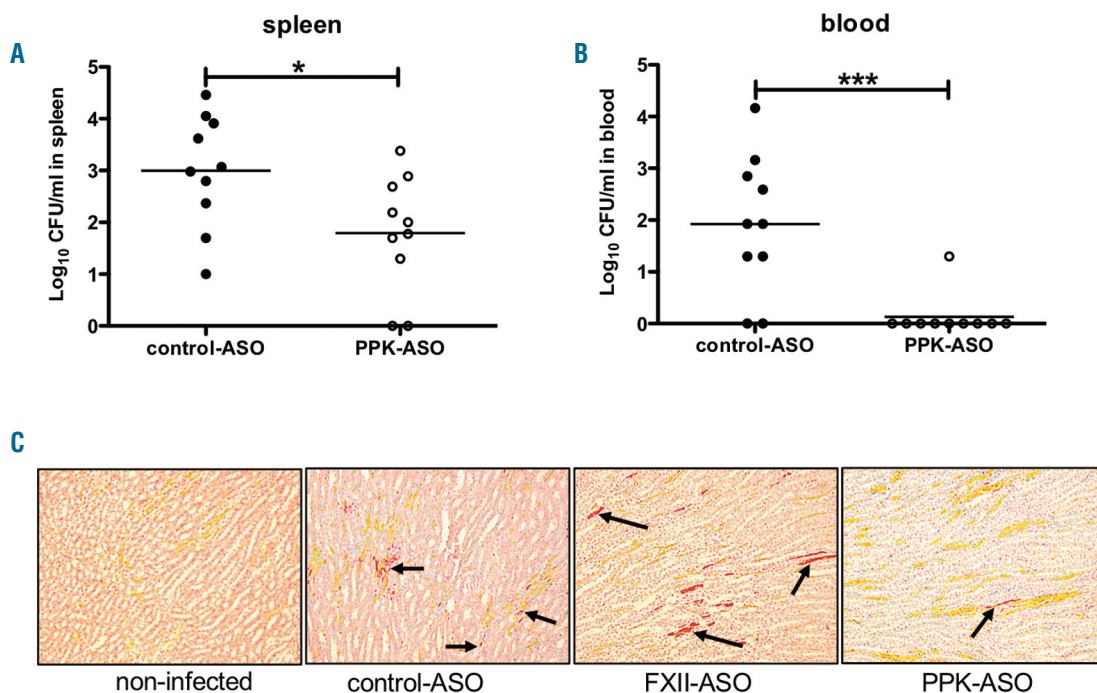 A
spleen
*
Log10 CFU/ml in spleen
5
4
3
2
1
0
control-ASO PPK-ASO
B
blood
***
Log10 CFU/ml in blood
5
4
3
2
1
0
control-ASO PPK-ASO
C
non-infected control-ASO FXII-ASO PPK-ASO